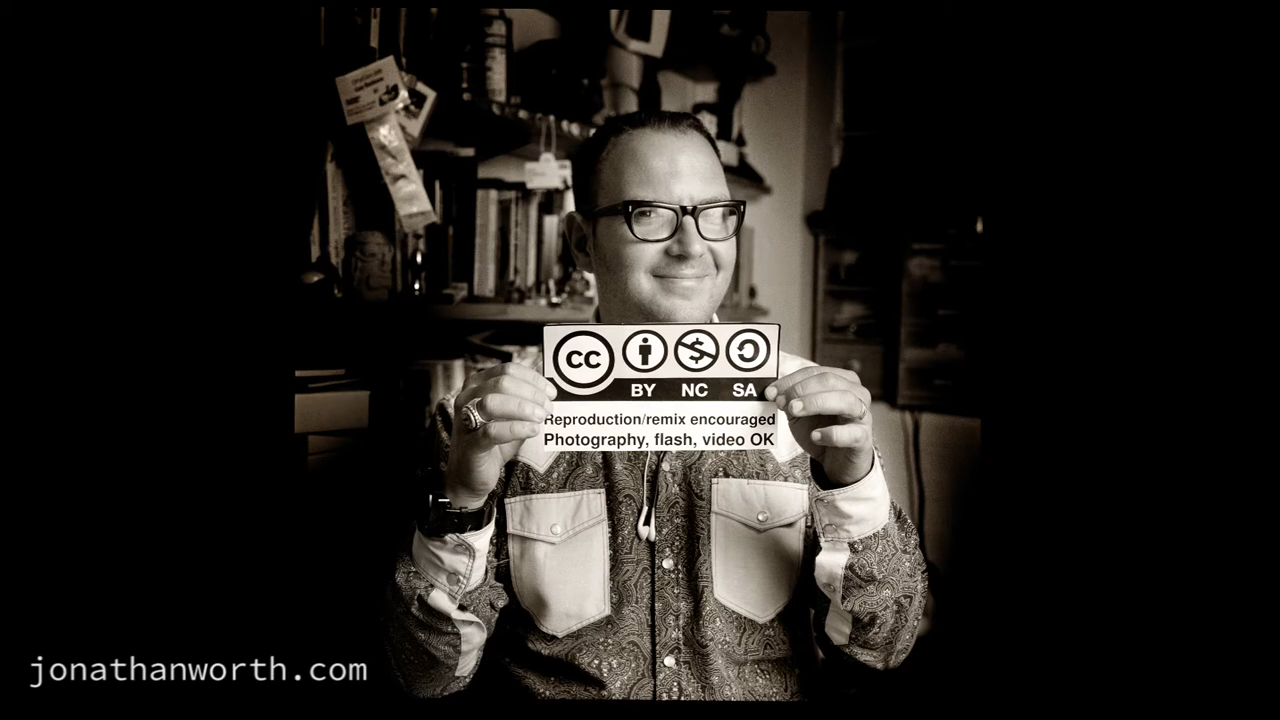 CC
BY NC SA
Reproduction/remix encouraged
Photography, flash, video OK
jonathanworth.com